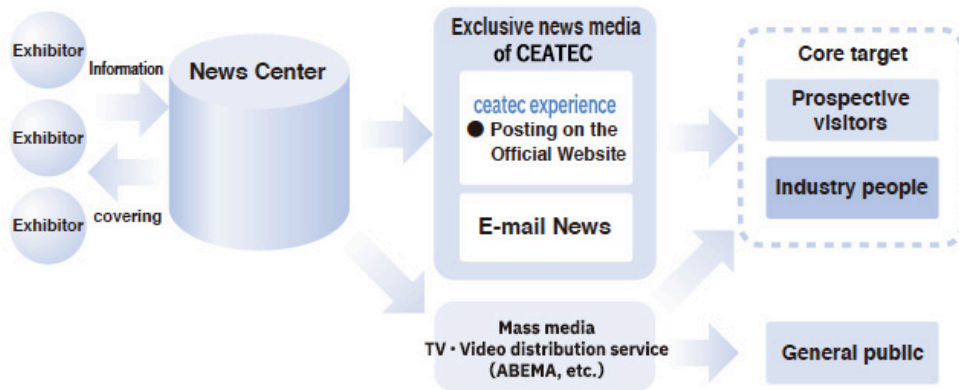 Exhibitor
Exhibitor
Exhibitor
Information
covering
News Center
Exclusive news media
of CEATEC
ceatec experience
● Posting on the
Official Website
E-mail News
Mass media
TV・Video distribution service
(ABEMA, etc.)
Core target
Prospective
visitors
Industry people
General public